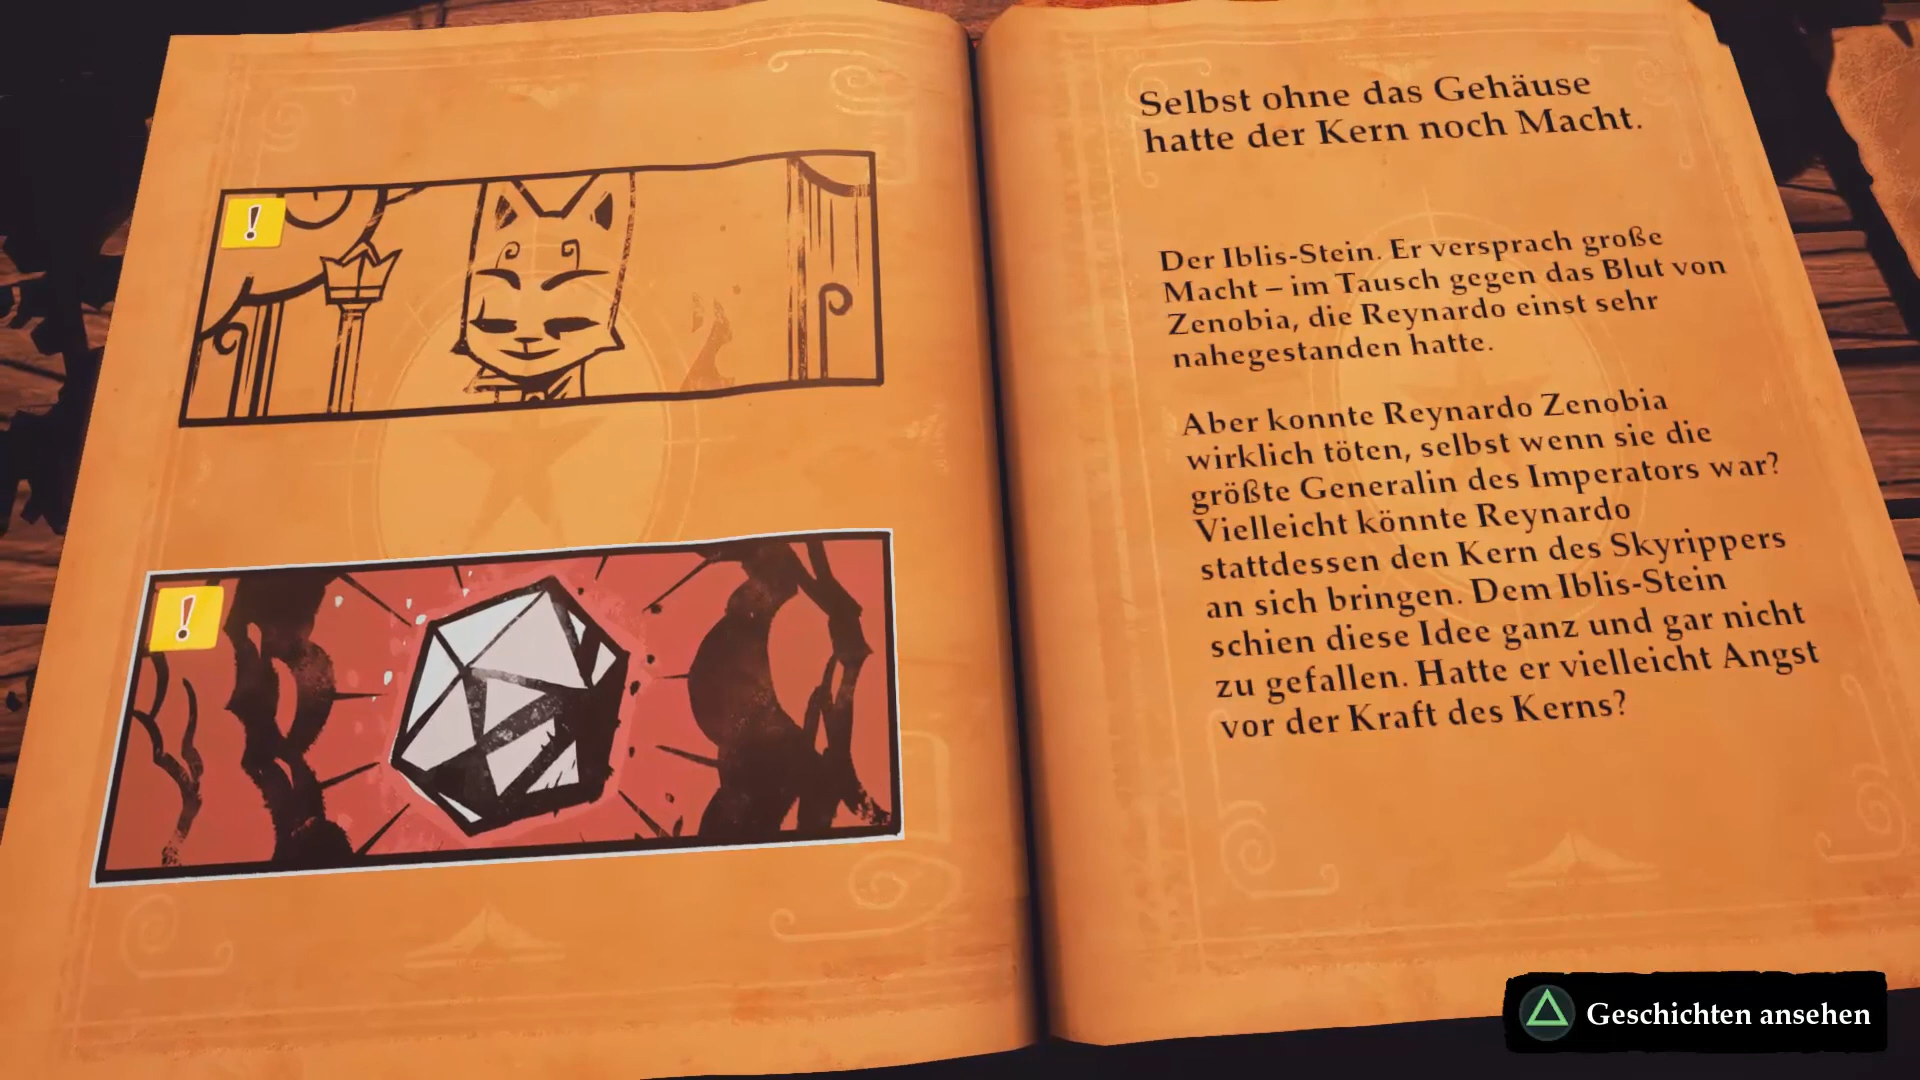 !
!
Selbst ohne das Gehäuse
hatte der Kern noch Macht.
Der Iblis-Stein. Er versprach große
Macht – im Tausch gegen das Blut von
Zenobia, die Reynardo einst sehr
nahegestanden hatte.
Aber konnte Reynardo Zenobia
wirklich töten, selbst wenn sie die
größte Generalin des Imperators war?
Vielleicht könnte Reynardo
stattdessen den Kern des Skyrippers
an sich bringen. Dem Iblis-Stein
schien diese Idee ganz und gar nicht
zu gefallen. Hatte er vielleicht Angst
vor der Kraft des Kerns?
Geschichten ansehen